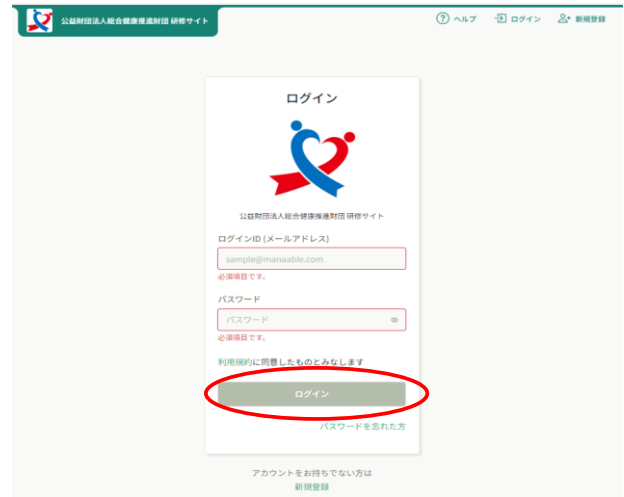 公益財団法人総合健康推進財団 研修サイト
ヘルプ ログイン 新規登録
ログイン
公益財団法人総合健康推進財団 研修サイト
ログインID (メールアドレス)
sample@manaable.com
必須項目です。
パスワード
パスワード
必須項目です。
利用規約に同意したものとみなします
ログイン
パスワードを忘れた方
アカウントをお持ちでない方は
新規登録